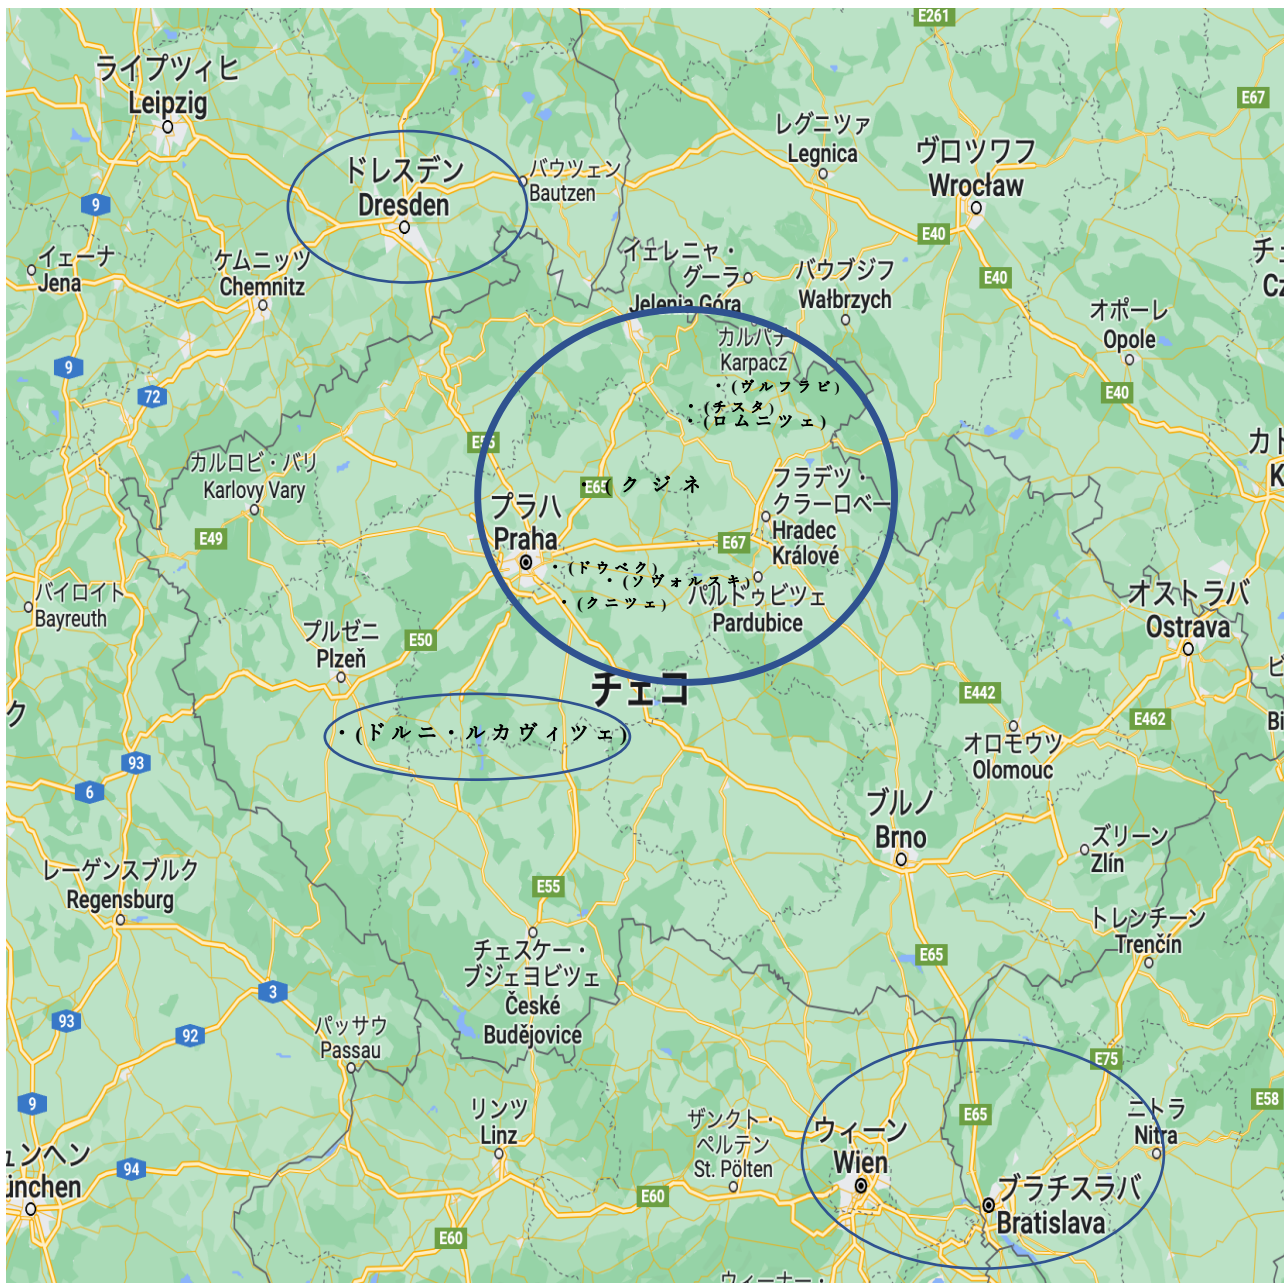 E261
ライプツィヒ
Leipzig
E67
レグニツァ
Legnica
ヴロツワフ
Wrocław
ドレスデン
Dresden
バウツェン
Bautzen
9
E40
イェーナ
Jena
ケムニッツ
Chemnitz
イェレニャ・
グーラ
Jelenia Góra
バウブジフ
Wałbrzych
E40
オポーレ
Opole
カルパチ
Karpacz
9
72
E40
・(ヴルフラビ)
・(チスタ)
・(ロムニツェ)
E55
カルロビ・バリ
Karlovy Vary
E65
・(クジネ
フラデツ・
クラーロベー
Hradec
Králové
プラハ
Praha
E49
E67
・(ドウベク)
・(ソヴォルスキ)
・(クニツェ)
パルドゥビツェ
Pardubice
バイロイト
Bayreuth
オストラバ
Ostrava
プルゼニ
Plzeň
E50
チェコ
E442
E462
ク
・(ドルニ・ルカヴィツェ)
オロモウツ
Olomouc
93
6
ブルノ
Brno
ズリーン
Zlín
レーゲンスブルク
Regensburg
E55
トレンチーン
Trenčín
チェスケー・
ブジェヨビツェ
České
Budějovice
E65
3
93
92
パッサウ
Passau
E75
9
リンツ
Linz
ザンクト・
ペルテン
St. Pölten
ウィーン
Wien
E65
ニトラ
Nitra
E58
ュンヘン
ünchen
94
E60
ブラチスラバ
Bratislava
E60
ウィーナー・